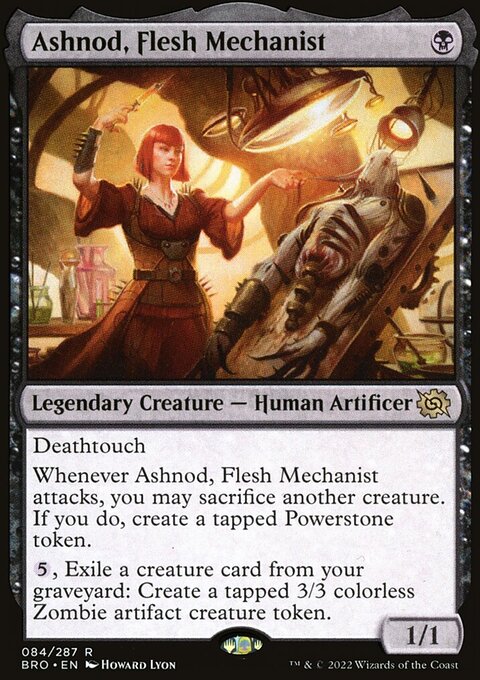 Ashnod, Flesh Mechanist
Legendary Creature — Human Artificer
Deathtouch
Whenever Ashnod, Flesh Mechanist
attacks, you may sacrifice another creature.
If you do, create a tapped Powerstone
token.
5, Exile a creature card from your
graveyard: Create a tapped 3/3 colorless
Zombie artifact creature token.
1/1
084/287 R
BRO • EN Howard Lyon
™ & © 2022 Wizards of the Coast